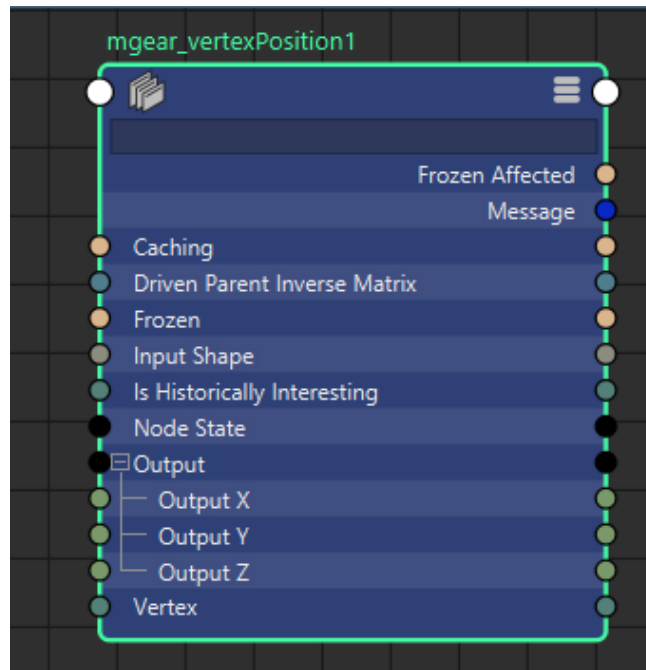 mgear_vertexPosition1
Frozen Affected
Message
Caching
Driven Parent Inverse Matrix
Frozen
Input Shape
Is Historically Interesting
Node State
Output
Output X
Output Y
Output Z
Vertex